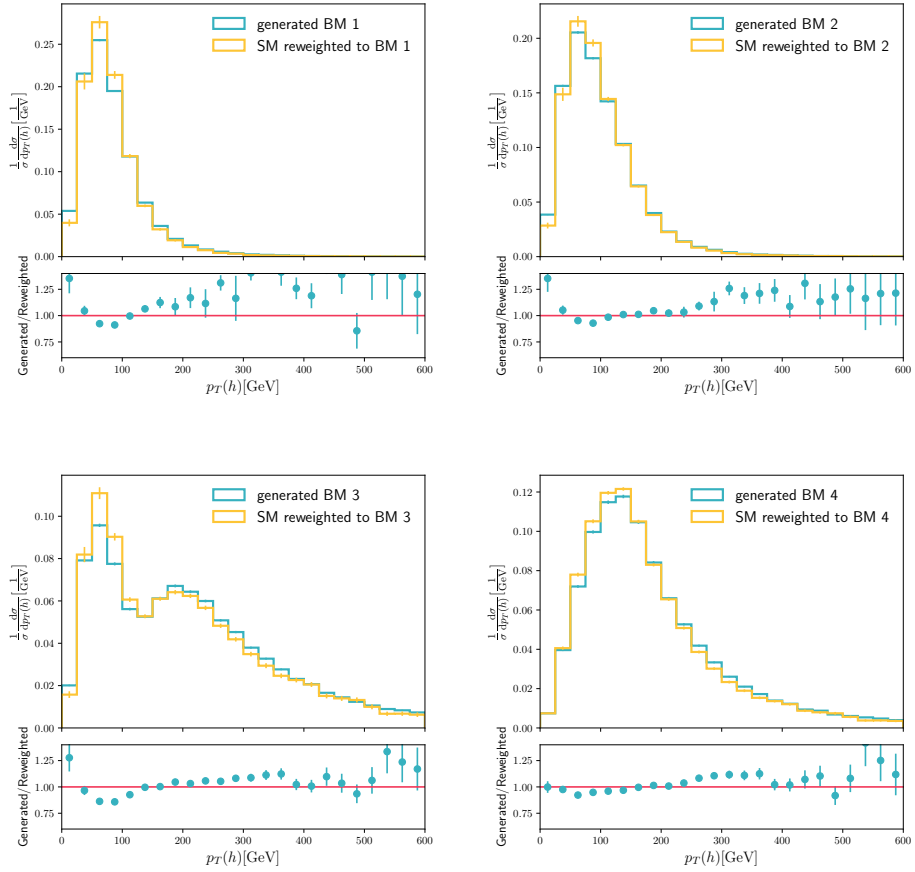 generated BM 1
SM reweighted to BM 1
0.25
0.20
0.15
0.10
0.05
0.00
1/σ dσ/dp_T(h) [1/GeV]
Generated/Reweighted
1.25
1.00
0.75
0 100 200 300 400 500 600
p_T(h)[GeV]
generated BM 2
SM reweighted to BM 2
0.20
0.15
0.10
0.05
0.00
1/σ dσ/dp_T(h) [1/GeV]
Generated/Reweighted
1.25
1.00
0.75
0 100 200 300 400 500 600
p_T(h)[GeV]
generated BM 3
SM reweighted to BM 3
0.10
0.08
0.06
0.04
0.02
0.00
1/σ dσ/dp_T(h) [1/GeV]
Generated/Reweighted
1.25
1.00
0.75
0 100 200 300 400 500 600
p_T(h)[GeV]
generated BM 4
SM reweighted to BM 4
0.12
0.10
0.08
0.06
0.04
0.02
0.00
1/σ dσ/dp_T(h) [1/GeV]
Generated/Reweighted
1.25
1.00
0.75
0 100 200 300 400 500 600
p_T(h)[GeV]